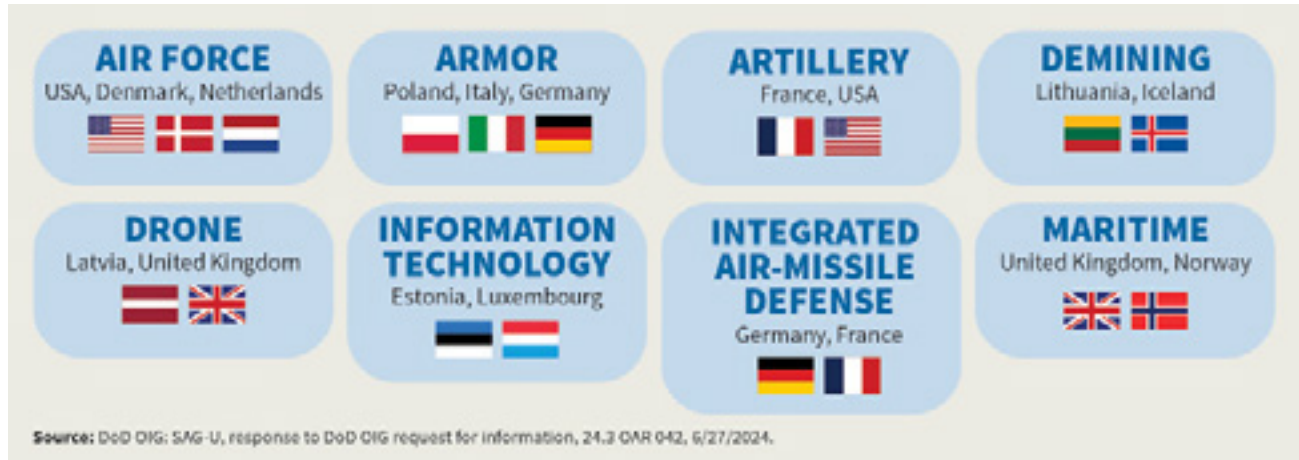 AIR FORCE
USA, Denmark, Netherlands
ARMOR
Poland, Italy, Germany
ARTILLERY
France, USA
DEMINING
Lithuania, Iceland
DRONE
Latvia, United Kingdom
INFORMATION
TECHNOLOGY
Estonia, Luxembourg
INTEGRATED
AIR-MISSILE
DEFENSE
Germany, France
MARITIME
United Kingdom, Norway
Source: DoD OIG: SAG-U, response to DoD OIG request for information, 24.3 OAR 042, 6/27/2024.